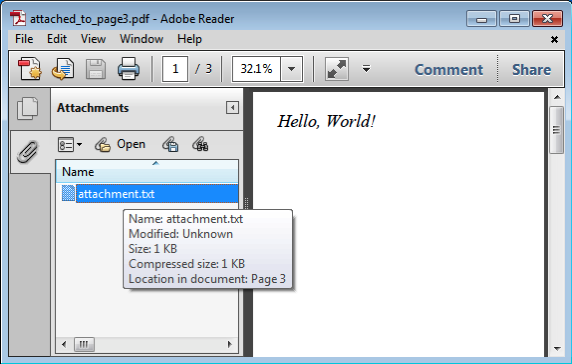 attached_to_page3.pdf - Adobe Reader
File Edit View Window Help
1 / 3 32.1% Comment Share
Attachments
Open
Name
attachment.txt
Name: attachment.txt
Modified: Unknown
Size: 1 KB
Compressed size: 1 KB
Location in document: Page 3
Hello, World!